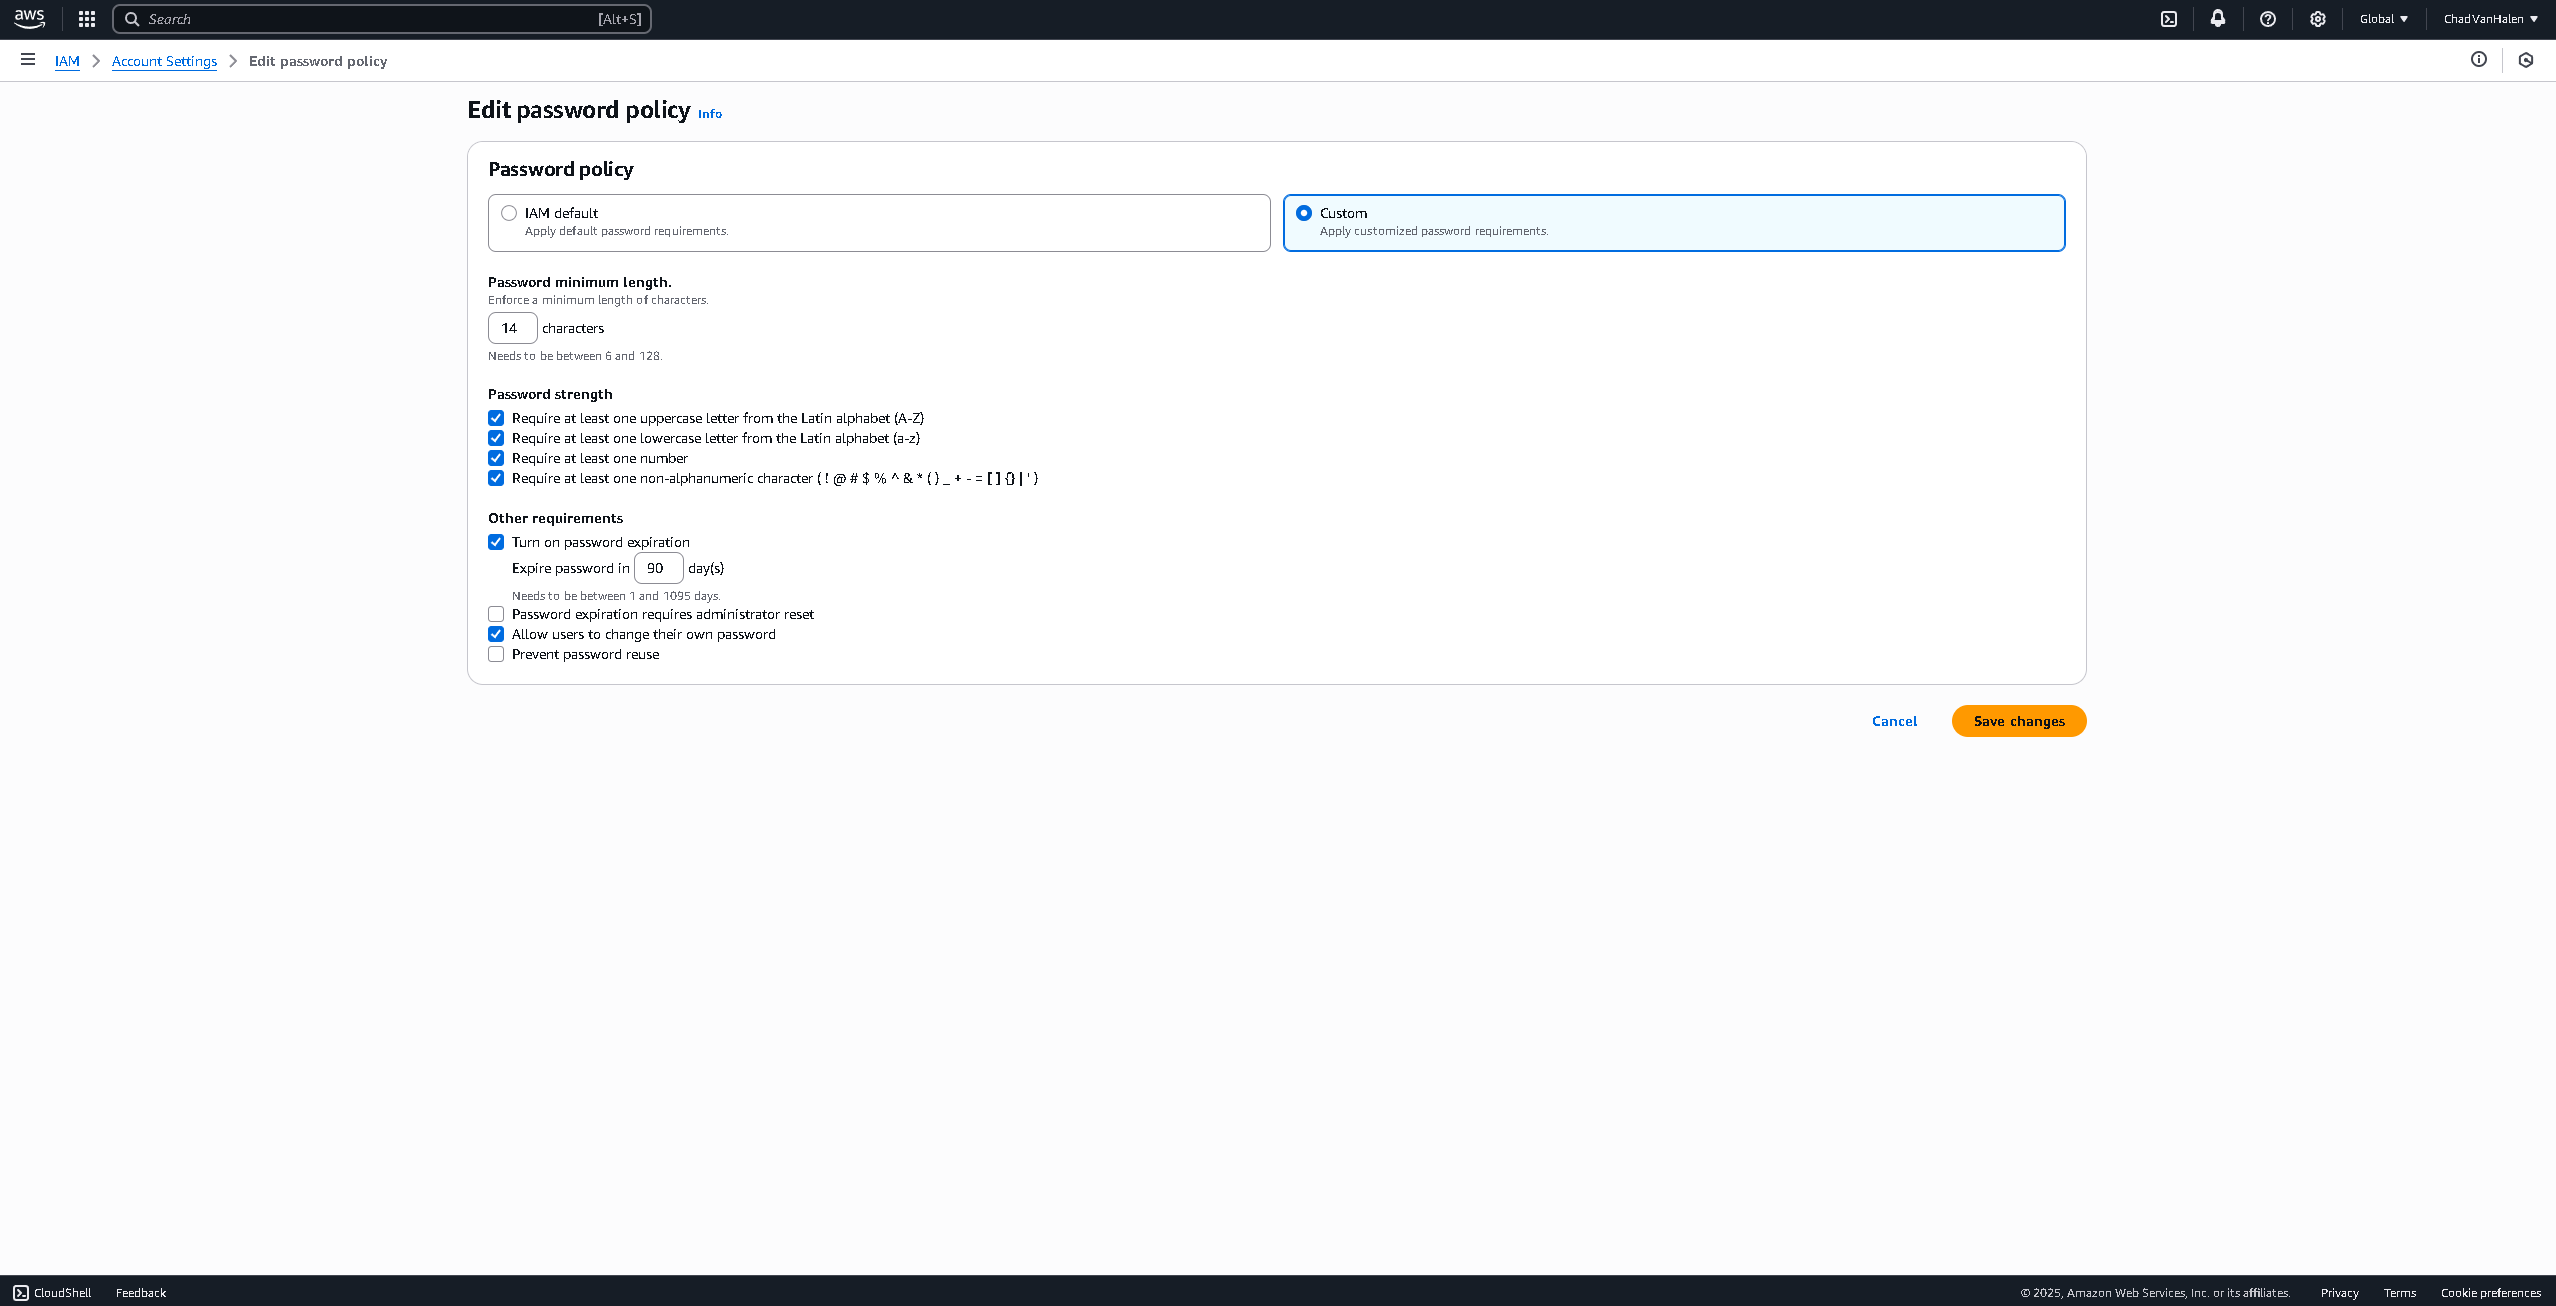 aws Search [Alt+S] Global ChadVanHalen
IAM Account Settings Edit password policy
Edit password policy Info
Password policy
IAM default
Apply default password requirements.
Custom
Apply customized password requirements.
Password minimum length.
Enforce a minimum length of characters.
14 characters
Needs to be between 6 and 128.
Password strength
Require at least one uppercase letter from the Latin alphabet (A-Z)
Require at least one lowercase letter from the Latin alphabet (a-z)
Require at least one number
Require at least one non-alphanumeric character ( ! @ # $ % ^ & * ( ) _ + - = [ ] {} | ' )
Other requirements
Turn on password expiration
Expire password in 90 day(s)
Needs to be between 1 and 1095 days.
Password expiration requires administrator reset
Allow users to change their own password
Prevent password reuse
Cancel Save changes
CloudShell Feedback © 2025, Amazon Web Services, Inc. or its affiliates. Privacy Terms Cookie preferences